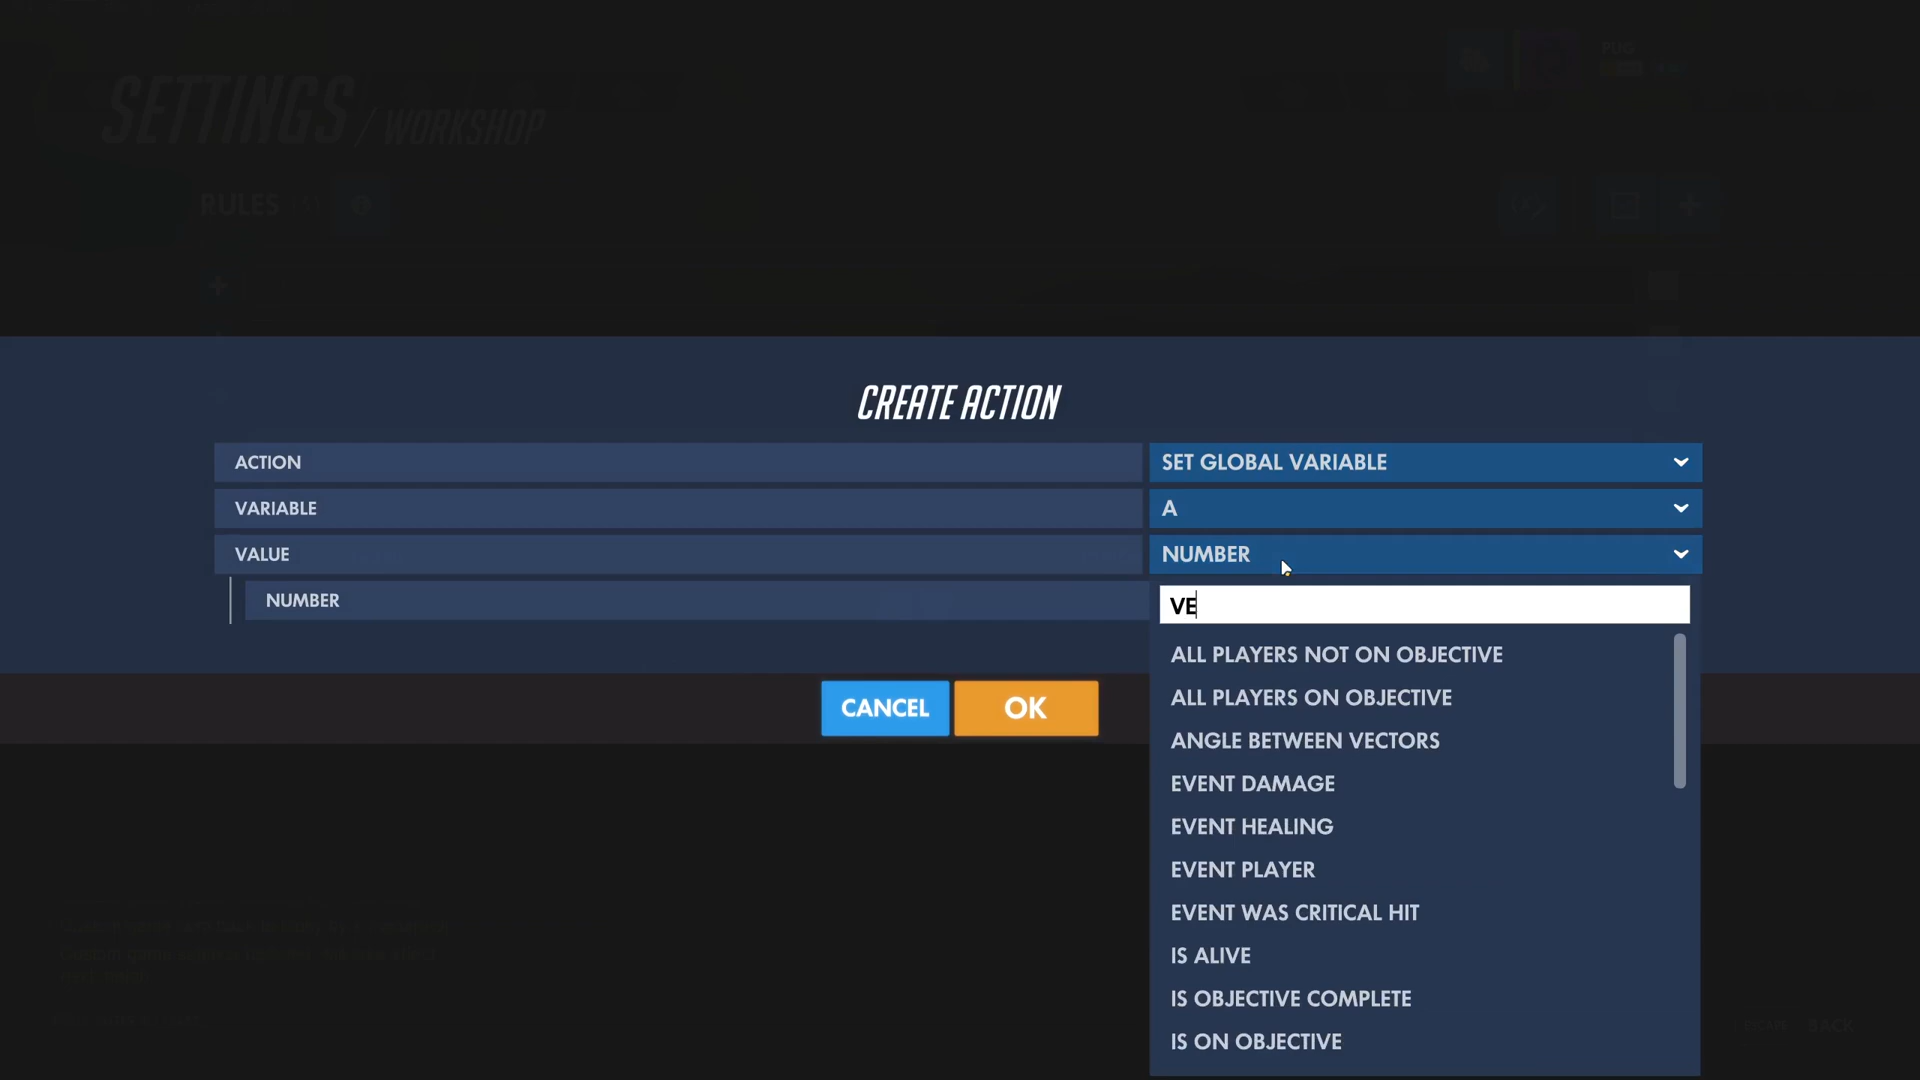 SETTINGS / WORKSHOP
RULES
CREATE ACTION
ACTION
SET GLOBAL VARIABLE
VARIABLE
A
VALUE
NUMBER
NUMBER
VE
ALL PLAYERS NOT ON OBJECTIVE
ALL PLAYERS ON OBJECTIVE
ANGLE BETWEEN VECTORS
EVENT DAMAGE
EVENT HEALING
EVENT PLAYER
EVENT WAS CRITICAL HIT
IS ALIVE
IS OBJECTIVE COMPLETE
IS ON OBJECTIVE
CANCEL
OK
ESCAPE BACK